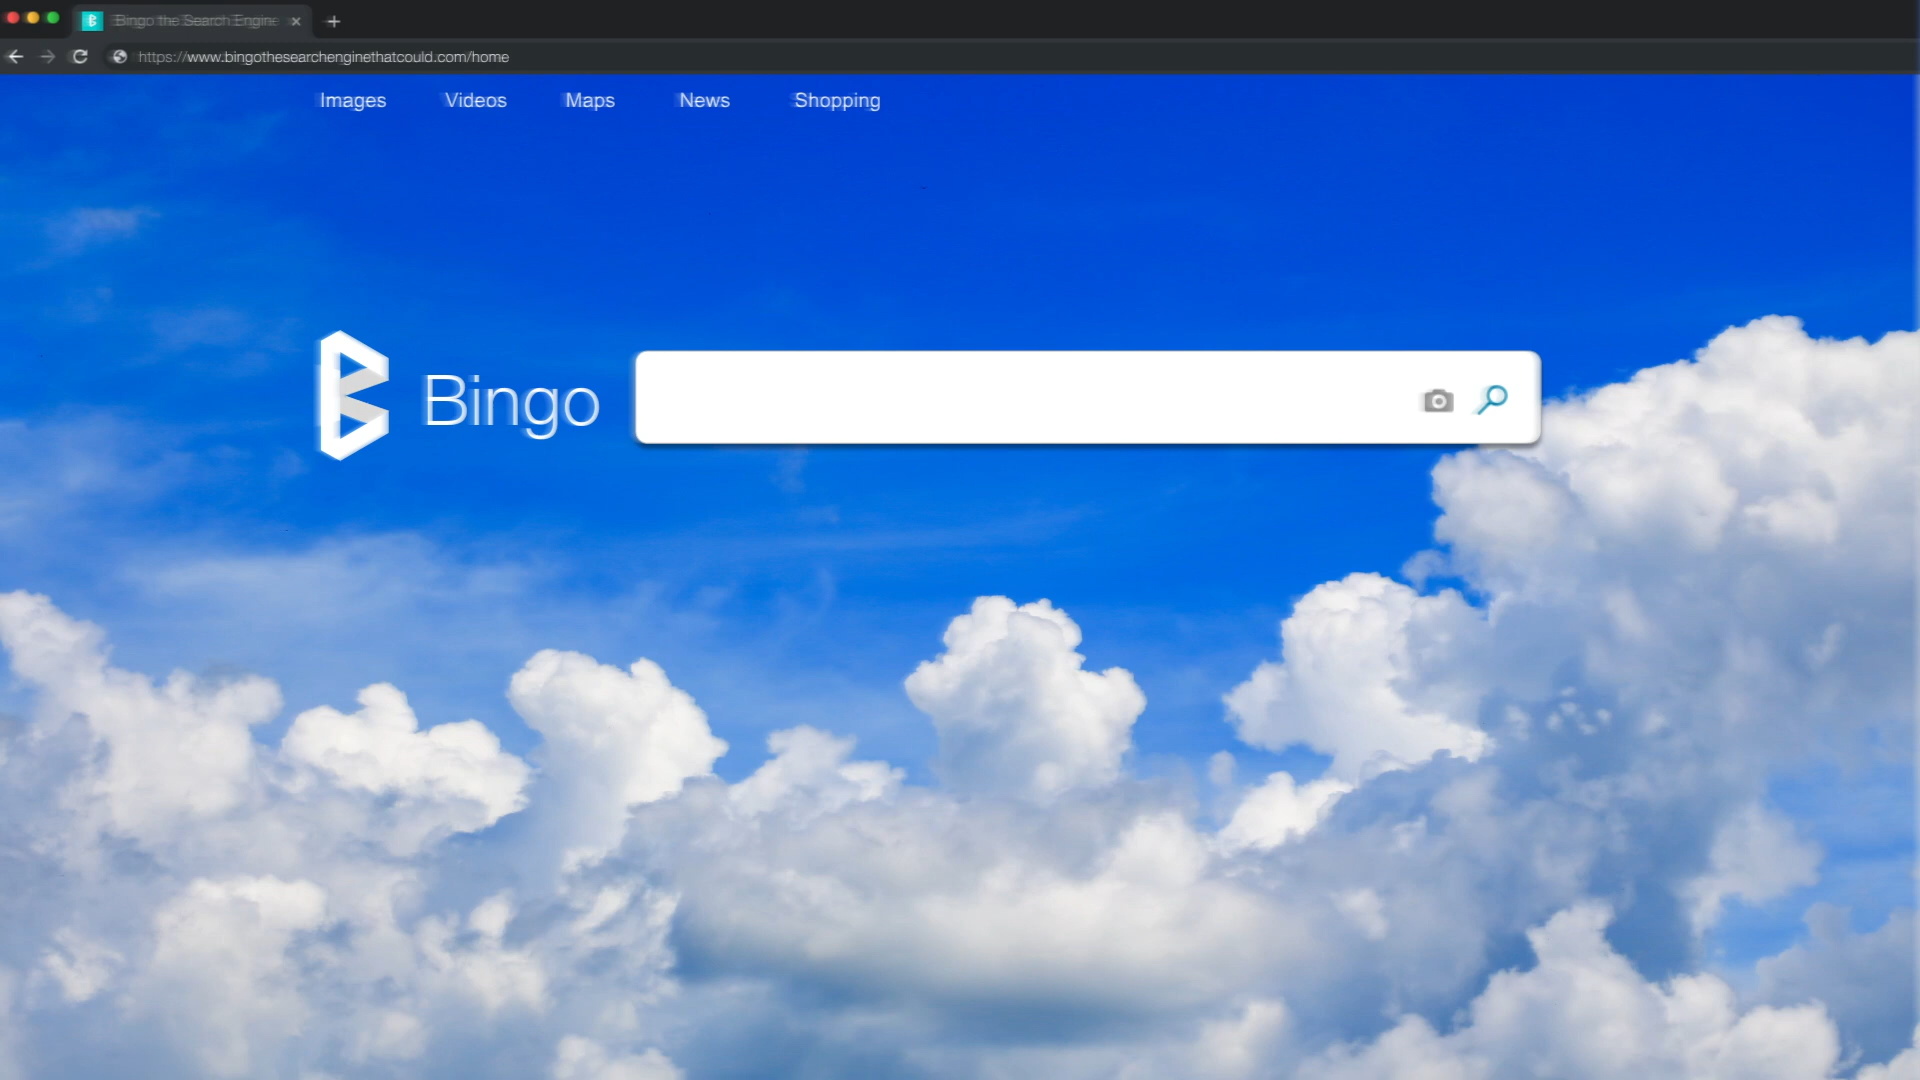 Bingo the Search Engine
https://www.bingothesearchenginethatcould.com/home
Images Videos Maps News Shopping
Bingo